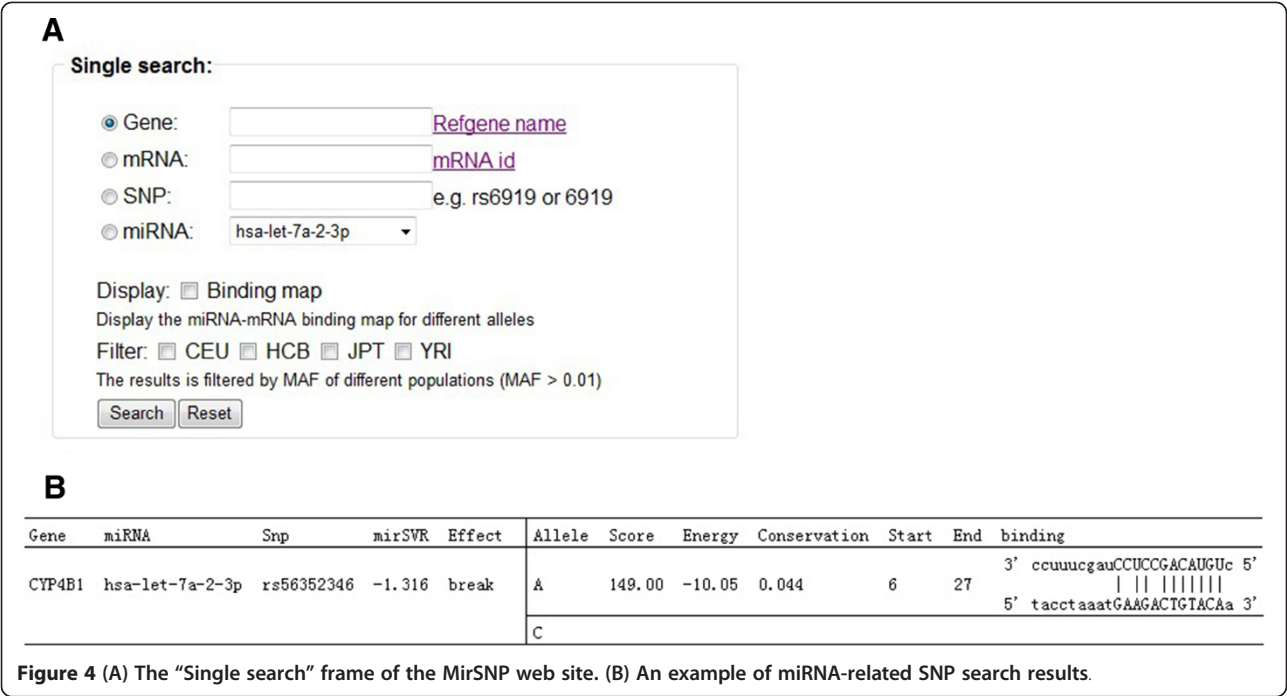 A
Single search:
Gene: Refgene name
mRNA: mRNA id
SNP: e.g. rs6919 or 6919
miRNA: hsa-let-7a-2-3p
Display: Binding map
Display the miRNA-mRNA binding map for different alleles
Filter: CEU HCB JPT YRI
The results is filtered by MAF of different populations (MAF > 0.01)
Search Reset
B
Gene miRNA Snp mirSVR Effect Allele Score Energy Conservation Start End binding
3' ccuuucgauCCUCCGACAUGUc 5'
CYP4B1 hsa-let-7a-2-3p rs56352346 -1.316 break A 149.00 -10.05 0.044 6 27
| || |||||||
5' tacctaaatGAAGACTGTACAa 3'
C
Figure 4 (A) The “Single search” frame of the MirSNP web site. (B) An example of miRNA-related SNP search results.